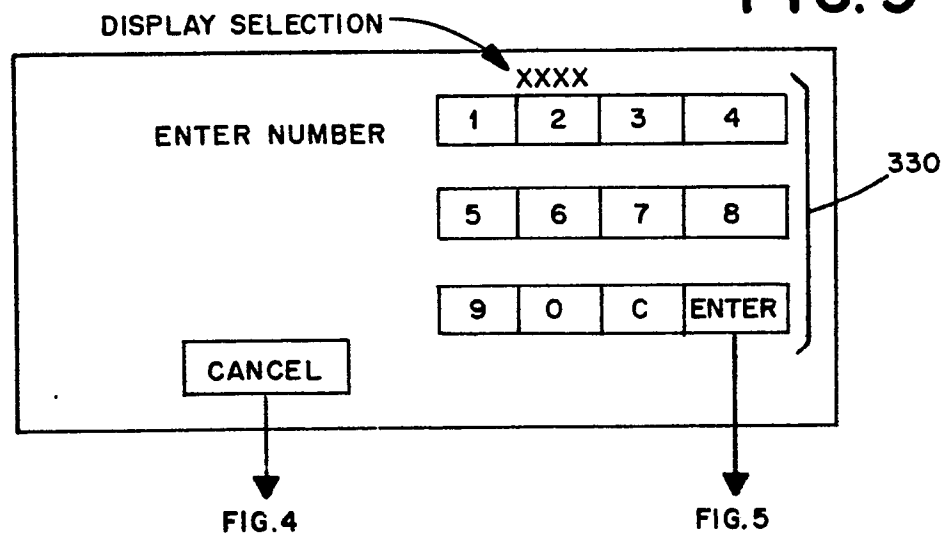 DISPLAY SELECTION
XXXX
ENTER NUMBER
1 2 3 4
330
5 6 7 8
9 0 C ENTER
CANCEL
FIG.4
FIG.5